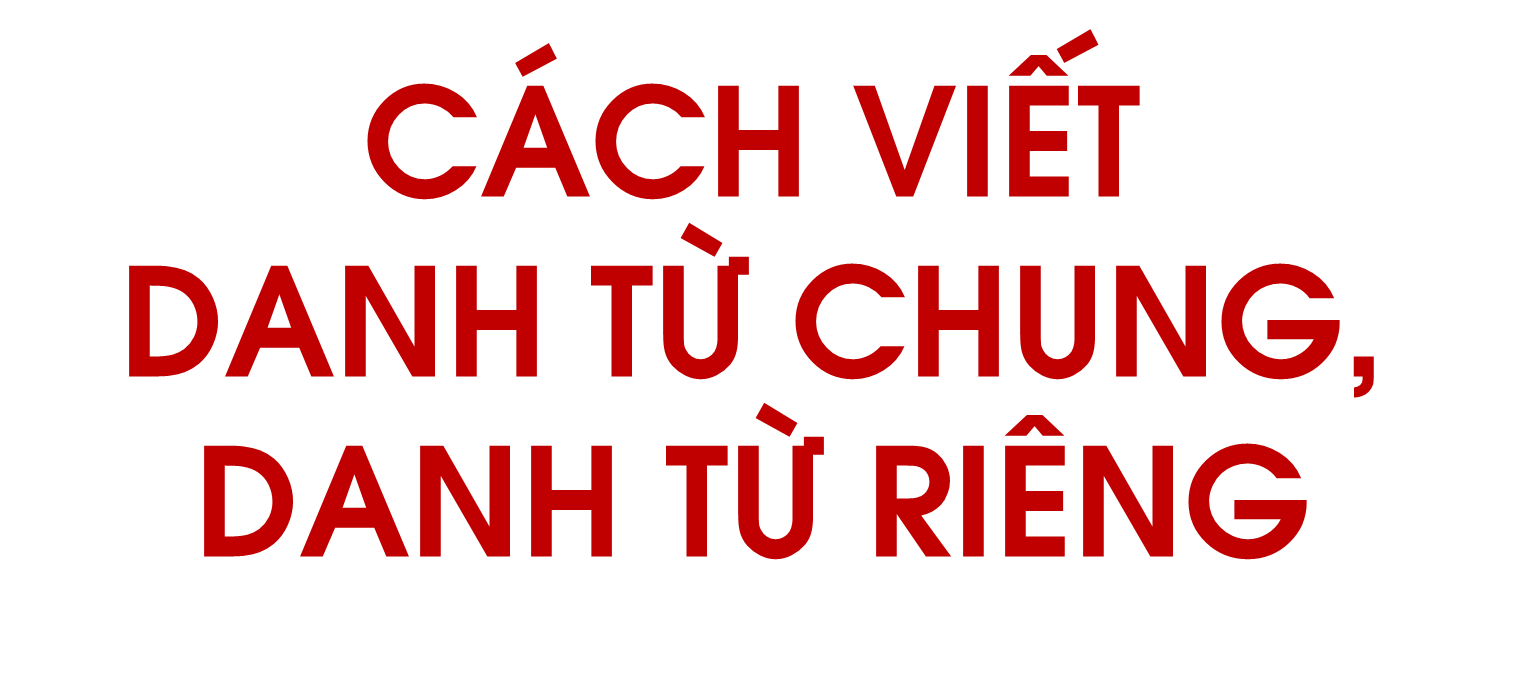 CÁCH VIẾT
DANH TỪ CHUNG,
DANH TỪ RIÊNG